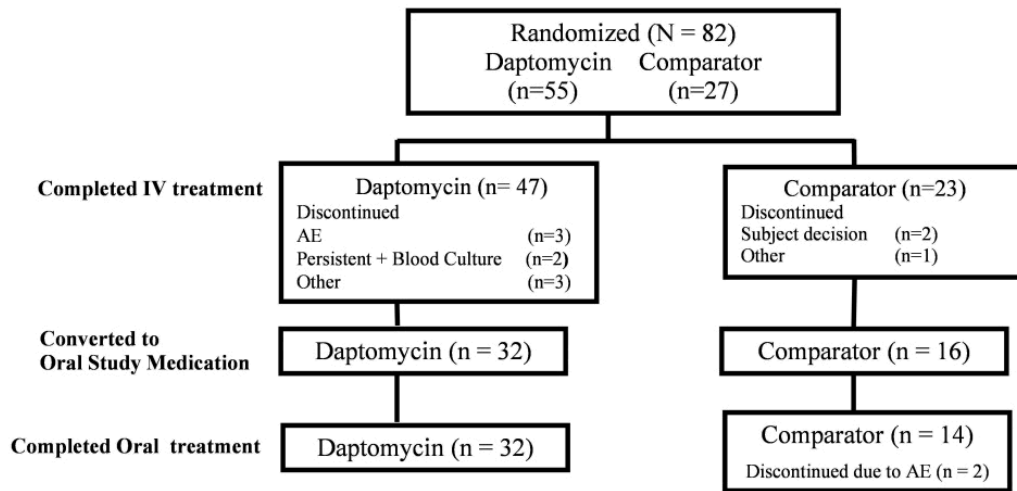 Randomized (N = 82)
Daptomycin Comparator
(n=55) (n=27)
Completed IV treatment
Daptomycin (n= 47)
Discontinued
AE (n=3)
Persistent + Blood Culture (n=2)
Other (n=3)
Comparator (n=23)
Discontinued
Subject decision (n=2)
Other (n=1)
Converted to
Oral Study Medication
Daptomycin (n = 32)
Comparator (n = 16)
Completed Oral treatment
Daptomycin (n = 32)
Comparator (n = 14)
Discontinued due to AE (n = 2)